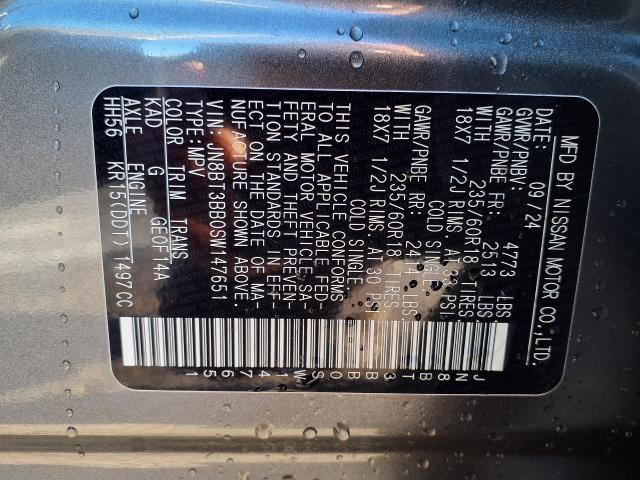 MFD BY NISSAN MOTOR CO., LTD.
DATE: 09/24
GVWR/PNBV: 4773 LBS
GAWR/PNBE FR: 2513 LBS
235/60R18 TIRES
18X7 1/2J RIMS AT 33 PSI
COLD SINGLE
GAWR/PNBE RR: 2414 LBS
235/60R18 TIRES
18X7 1/2J RIMS AT 30 PSI
COLD SINGLE
THIS VEHICLE CONFORMS
TO ALL APPLICABLE FED-
ERAL MOTOR VEHICLE SA-
FETY AND THEFT PREVEN-
TION STANDARDS IN EFF-
ECT ON THE DATE OF MA-
NUFACTURE SHOWN ABOVE.
VIN: JN8BT3BB0SW147651
TYPE: MPV
COLOR TRIM TRANS
KAD G GE0F14A
AXLE ENGINE
HH56 KR15(DDT) 1497CC
JN8BT3BB0SW147651